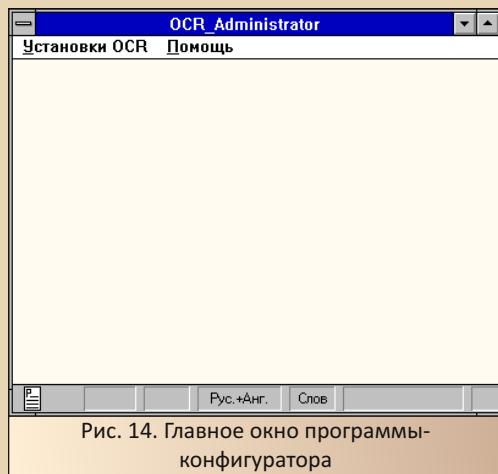 OCR_Administrator
Установки OCR Помощь
Рус.+Анг. Слов
Рис. 14. Главное окно программы-
конфигуратора